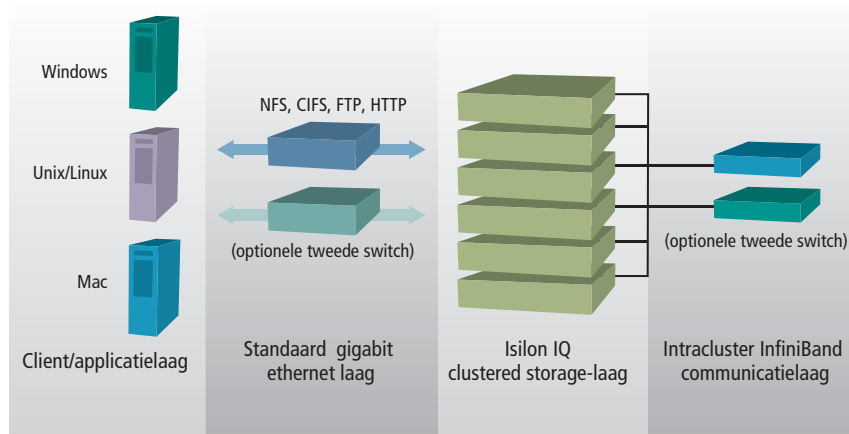 Windows
Unix/Linux
Mac
Client/applicatielaag
NFS, CIFS, FTP, HTTP
(optionele tweede switch)
Standaard gigabit
ethernet laag
Isilon IQ
clustered storage-laag
(optionele tweede switch)
Intracluster InfiniBand
communicatielaag